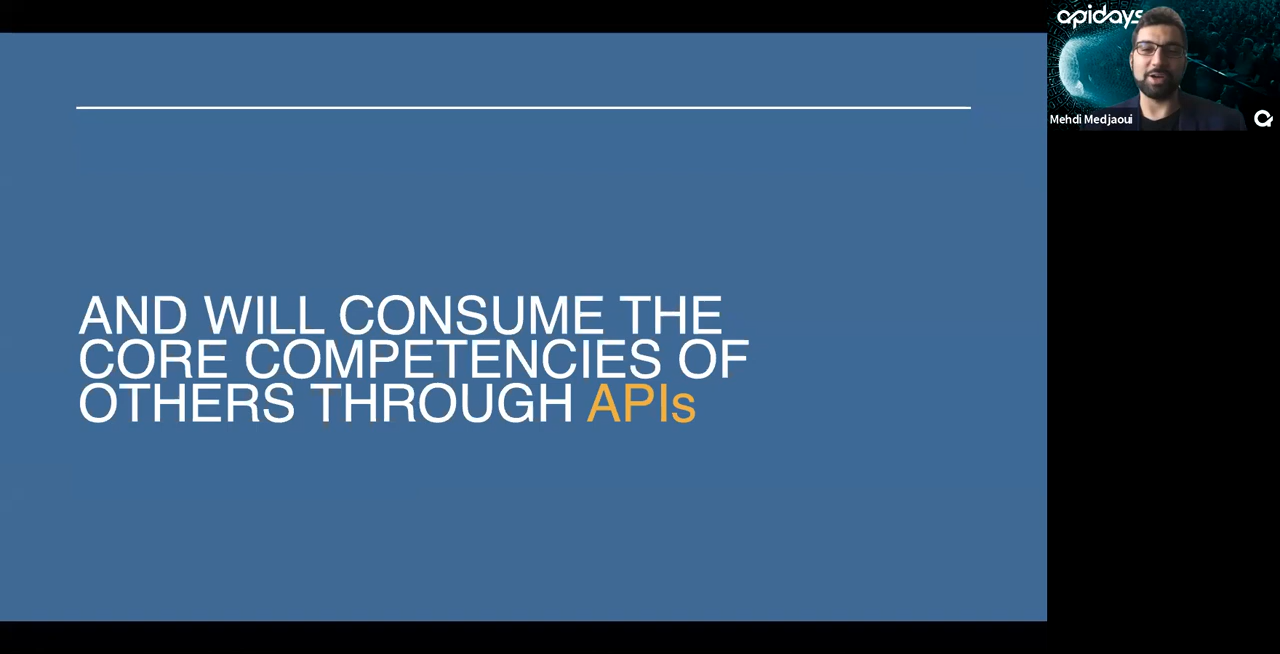 AND WILL CONSUME THE
CORE COMPETENCIES OF
OTHERS THROUGH APIs
apidays
Mehdi Medjaoui